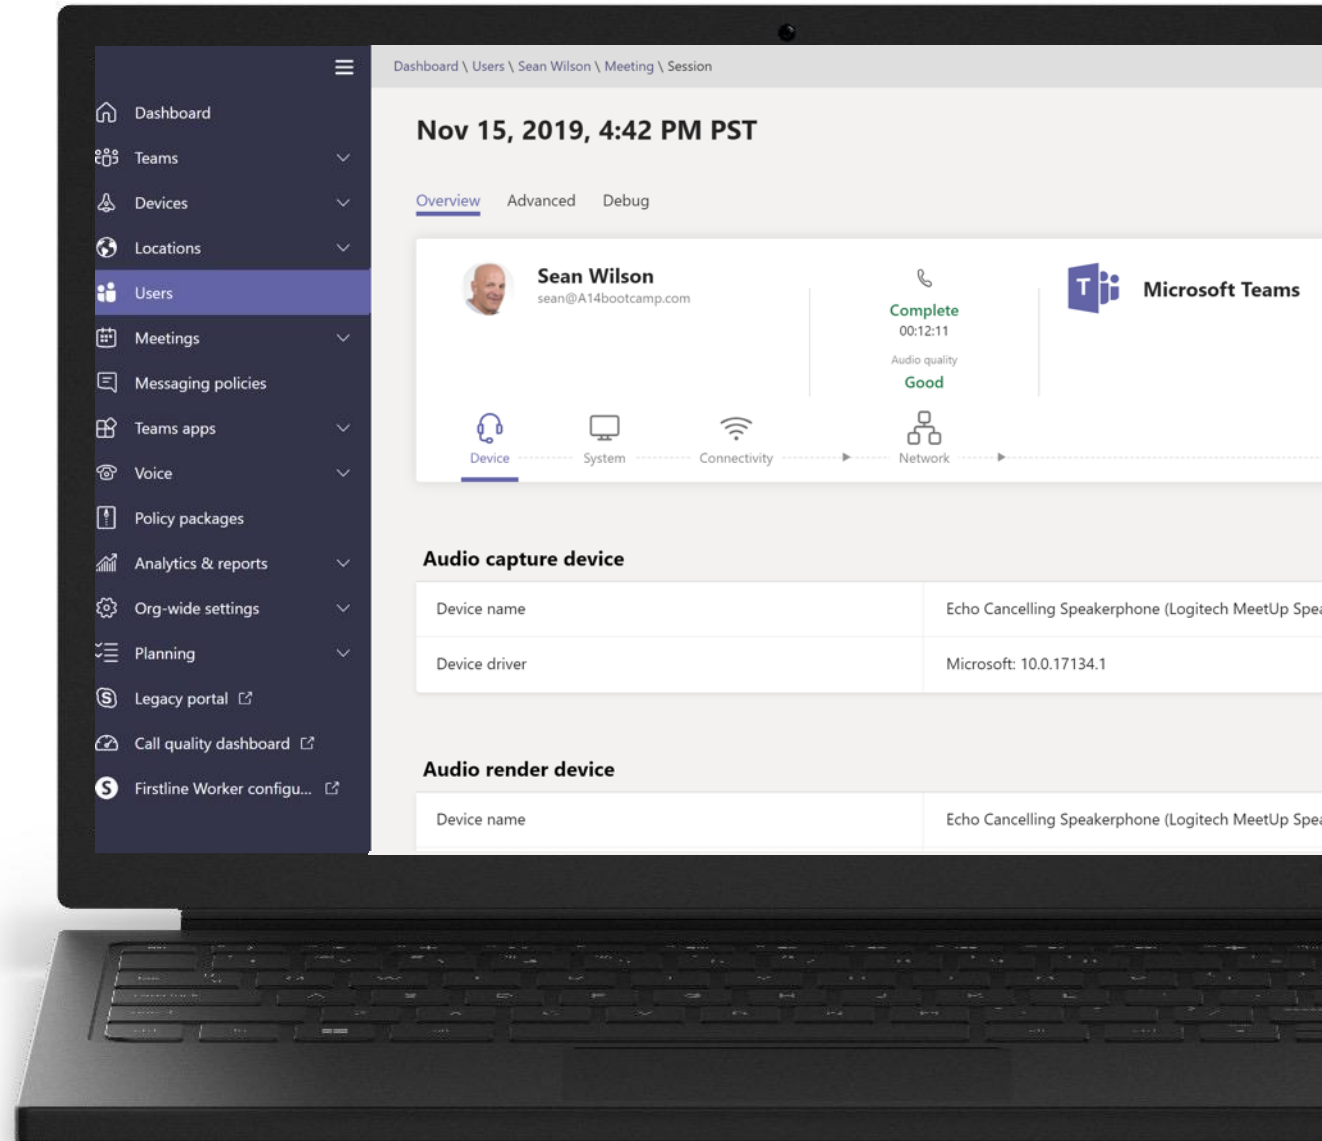 Dashboard \ Users \ Sean Wilson \ Meeting \ Session
Dashboard
Teams
Devices
Locations
Users
Meetings
Messaging policies
Teams apps
Voice
Policy packages
Analytics & reports
Org-wide settings
Planning
Legacy portal
Call quality dashboard
Firstline Worker configu...
Nov 15, 2019, 4:42 PM PST
Overview Advanced Debug
Sean Wilson
sean@A14bootcamp.com
Complete
00:12:11
Audio quality
Good
T
Microsoft Teams
Device System Connectivity Network
Audio capture device
Device name Echo Cancelling Speakerphone (Logitech MeetUp Spea
Device driver Microsoft: 10.0.17134.1
Audio render device
Device name Echo Cancelling Speakerphone (Logitech MeetUp Spea